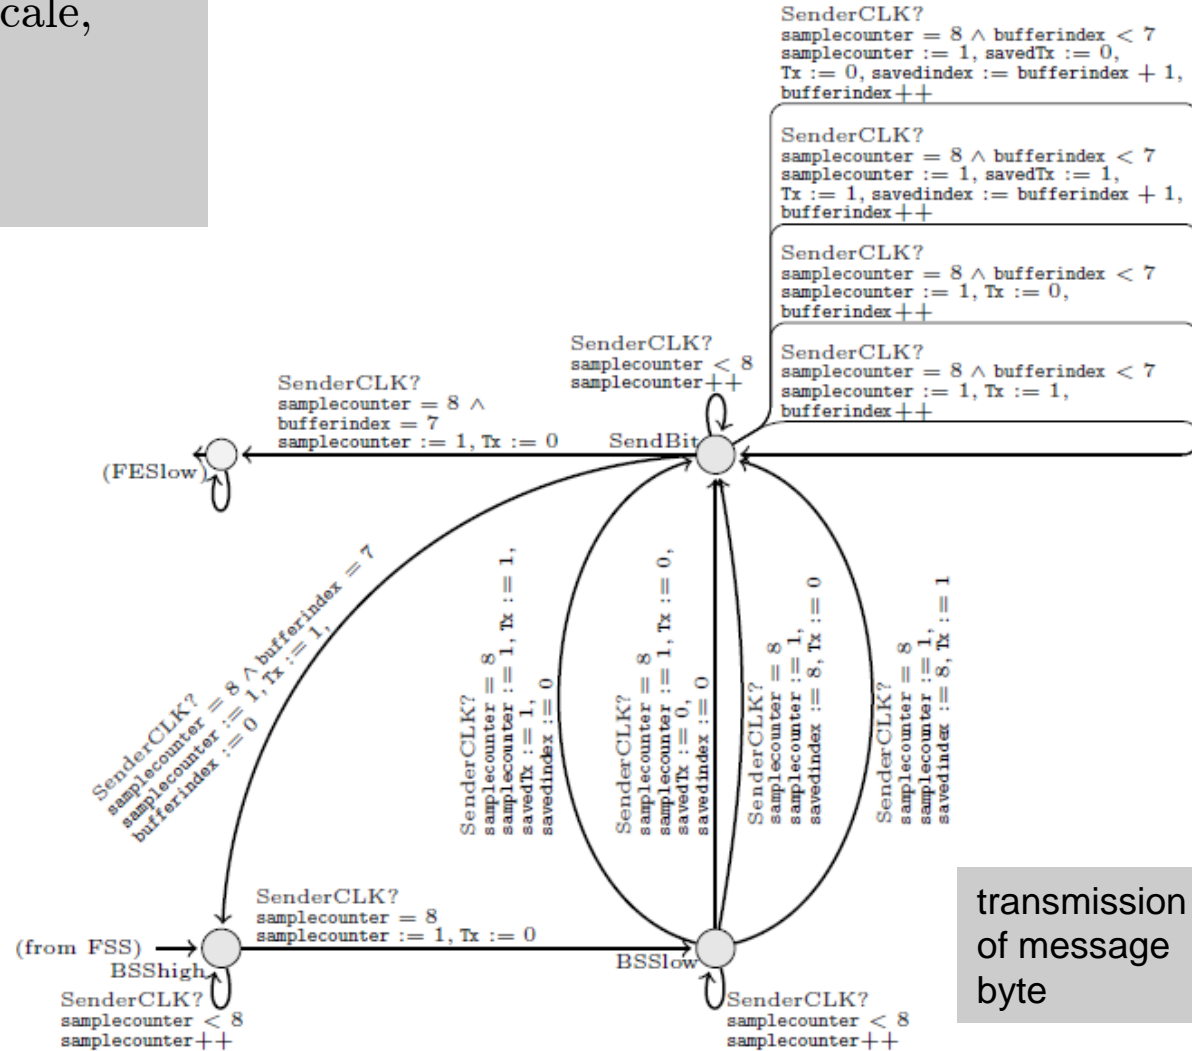 cale,
SenderCLK?
samplecounter = 8 ∧ bufferindex < 7
samplecounter := 1, savedTx := 0,
Tx := 0, savedindex := bufferindex + 1,
bufferindex++
SenderCLK?
samplecounter = 8 ∧ bufferindex < 7
samplecounter := 1, savedTx := 1,
Tx := 1, savedindex := bufferindex + 1,
bufferindex++
SenderCLK?
samplecounter = 8 ∧ bufferindex < 7
samplecounter := 1, Tx := 0,
bufferindex++
SenderCLK?
samplecounter = 8 ∧ bufferindex < 7
samplecounter := 1, Tx := 1,
bufferindex++
SenderCLK?
samplecounter < 8
samplecounter++
SenderCLK?
samplecounter = 8 ∧
bufferindex = 7
samplecounter := 1, Tx := 0
SendBit
(FESlow)
SenderCLK?
samplecounter = 8 ∧ bufferindex = 7
samplecounter := 1, Tx := 1,
bufferindex := 0
SenderCLK?
samplecounter = 8
samplecounter := 1, Tx := 1,
savedTx := 1,
savedindex := 0
SenderCLK?
samplecounter = 8
samplecounter := 1, Tx := 0,
savedTx := 0,
savedindex := 0
SenderCLK?
samplecounter = 8
samplecounter := 1,
savedindex := 8, Tx := 0
SenderCLK?
samplecounter = 8
samplecounter := 1,
savedindex := 8, Tx := 1
SenderCLK?
samplecounter = 8
samplecounter := 1, Tx := 0
(from FSS)
BSShigh
BSSlow
SenderCLK?
samplecounter < 8
samplecounter++
SenderCLK?
samplecounter < 8
samplecounter++
transmission
of message
byte